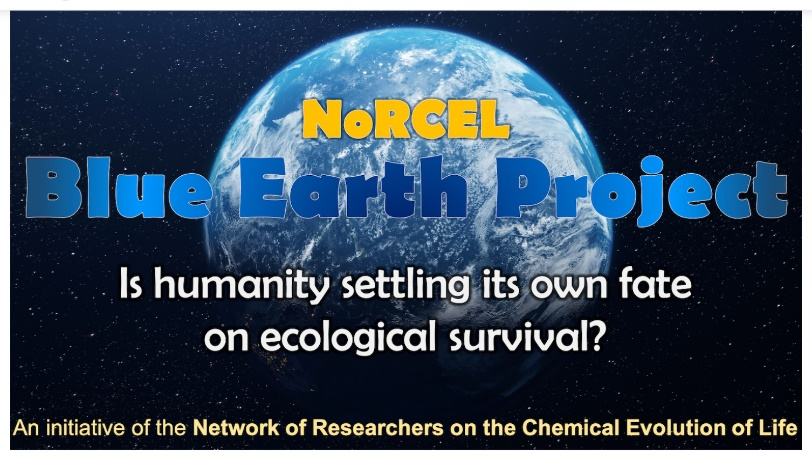 NoRCEL
Blue Earth Project
Is humanity settling its own fate
on ecological survival?
An initiative of the Network of Researchers on the Chemical Evolution of Life